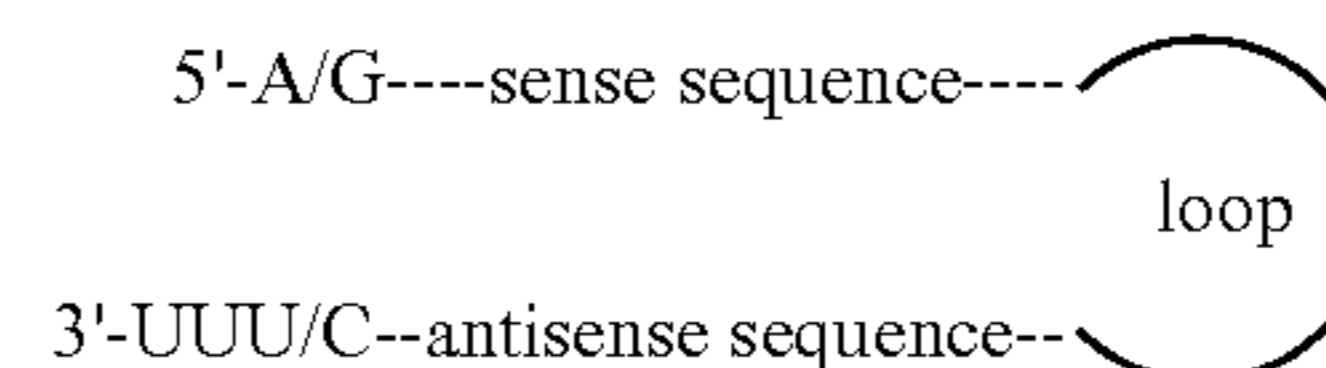 5'-A/G----sense sequence----
loop
3'-UUU/C--antisense sequence--